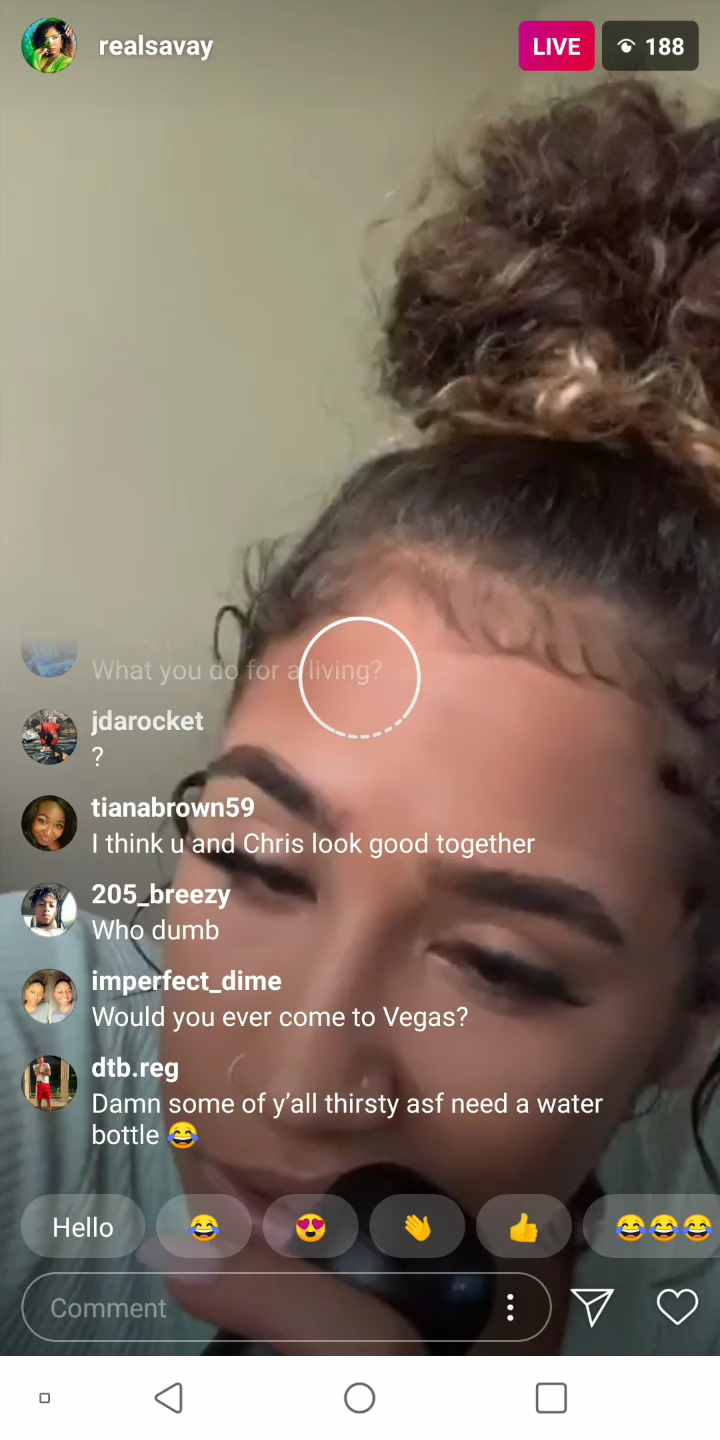 realsavay
LIVE
188
What you do for a living?
jdarocket
?
tianabrown59
I think u and Chris look good together
205_breezy
Who dumb
imperfect_dime
Would you ever come to Vegas?
dtb.reg
Damn some of y’all thirsty asf need a water
bottle 😂
Hello 😂 😍 👋 👍 😂😂😂
Comment